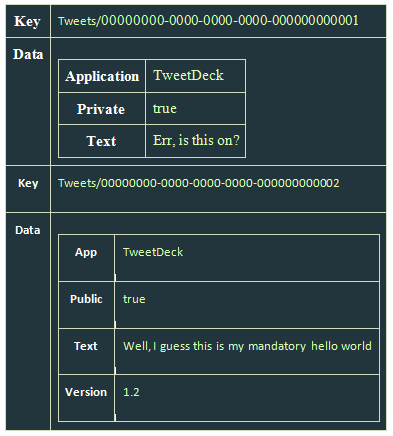 Key Tweets/00000000-0000-0000-0000-000000000001
Data
Application TweetDeck
Private true
Text Err, is this on?
Key Tweets/00000000-0000-0000-0000-000000000002
Data
App TweetDeck
Public true
Text Well, I guess this is my mandatory hello world
Version 1.2